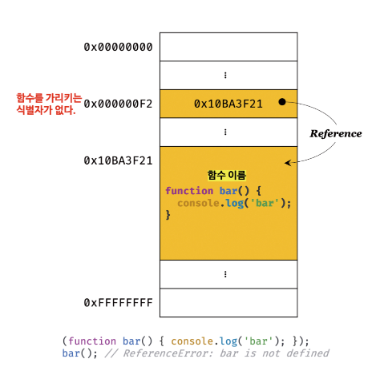 0x00000000
⋮
함수를 가리키는
식별자가 없다.
0x000000F2
0x10BA3F21
⋮
Reference
0x10BA3F21
함수 이름
function bar() {
console.log('bar');
}
⋮
0xFFFFFFFF
(function bar() { console.log('bar'); });
bar(); // ReferenceError: bar is not defined